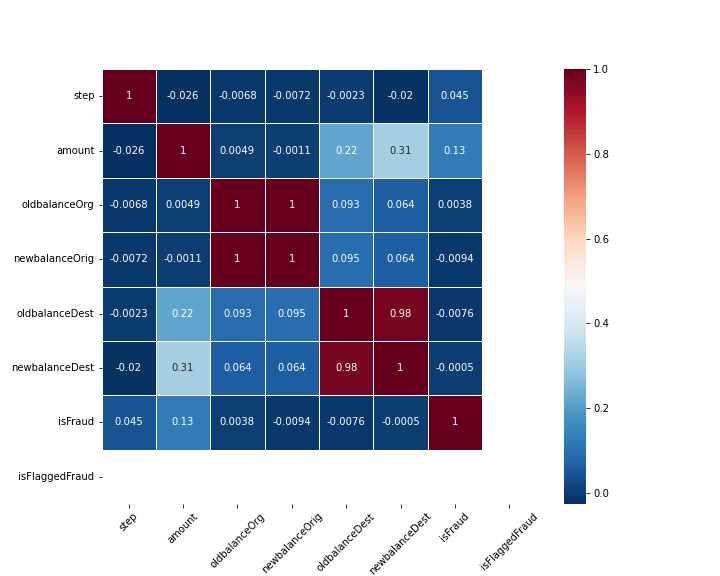 step 1 -0.026 -0.0068 -0.0072 -0.0023 -0.02 0.045
amount -0.026 1 0.0049 -0.0011 0.22 0.31 0.13
oldbalanceOrg -0.0068 0.0049 1 1 0.093 0.064 0.0038
newbalanceOrig -0.0072 -0.0011 1 1 0.095 0.064 -0.0094
oldbalanceDest -0.0023 0.22 0.093 0.095 1 0.98 -0.0076
newbalanceDest -0.02 0.31 0.064 0.064 0.98 1 -0.0005
isFraud 0.045 0.13 0.0038 -0.0094 -0.0076 -0.0005 1
isFlaggedFraud
step amount oldbalanceOrg newbalanceOrig oldbalanceDest newbalanceDest isFraud isFlaggedFraud
1.0
0.8
0.6
0.4
0.2
0.0